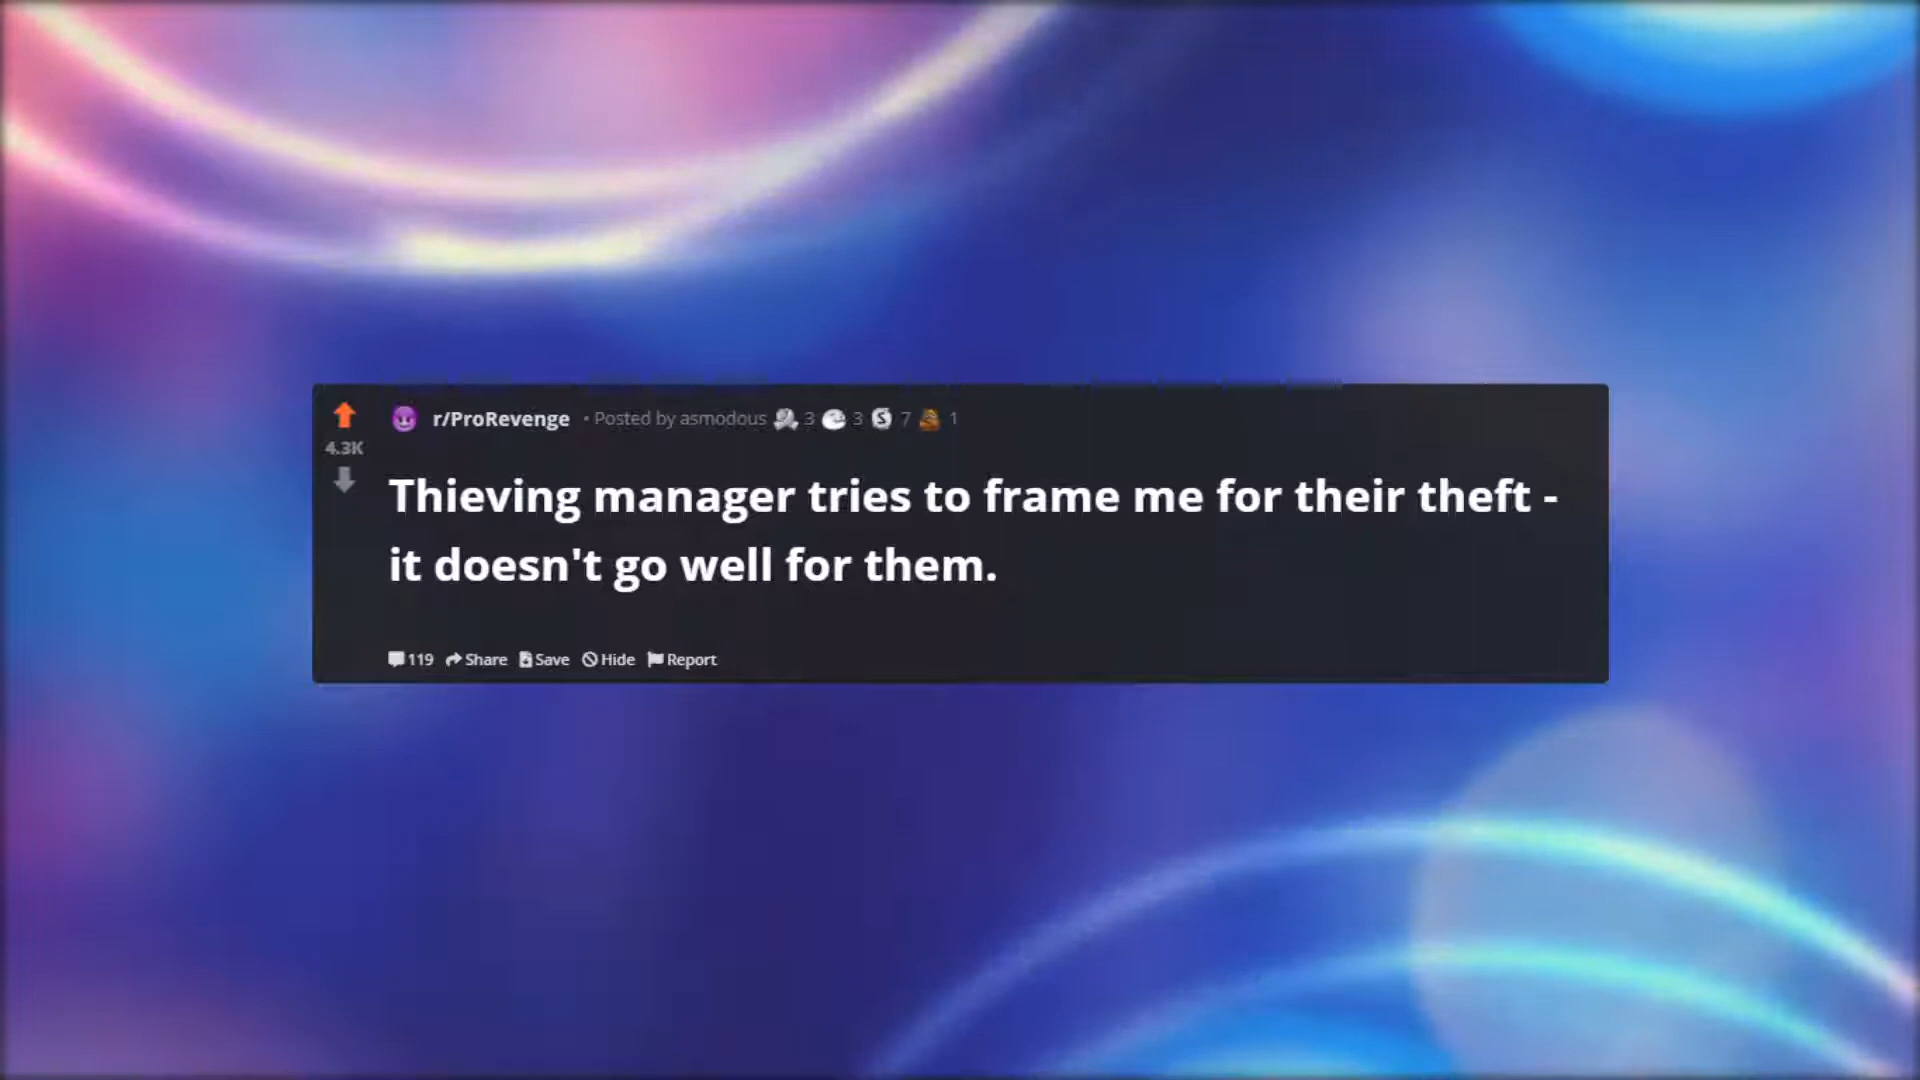 r/ProRevenge • Posted by asmodous 3 3 7 1
4.3K
Thieving manager tries to frame me for their theft -
it doesn't go well for them.
119 Share Save Hide Report